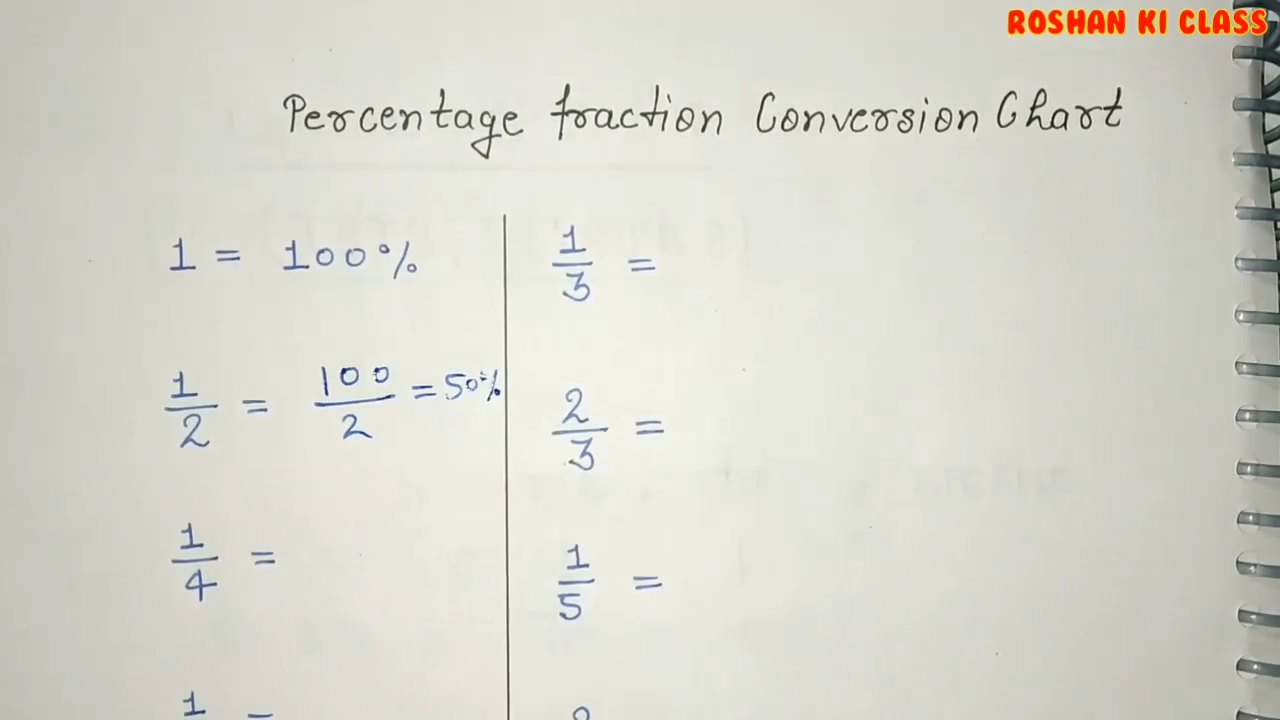 ROSHAN KI CLASS
Percentage fraction Conversion Chart
1 = 100%
1/2 = 100/2 = 50%
1/4 =
1
=
1/3 =
2/3 =
1/5 =